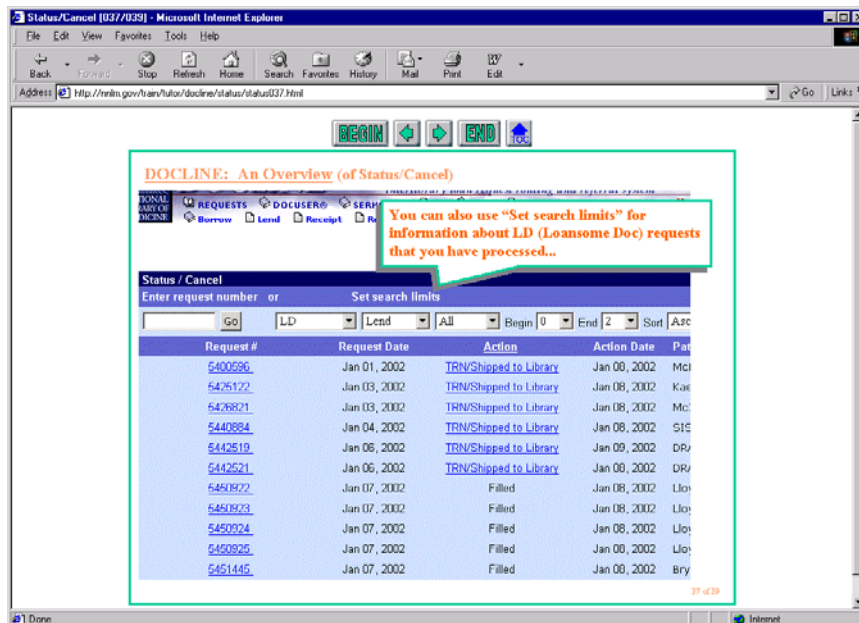 Status/Cancel [037/039] - Microsoft Internet Explorer
File Edit View Favorites Tools Help
Back Forward Stop Refresh Home Search Favorites History Mail Print Edit
Address http://nnlm.gov/train/tutor/docline/status/status037.html Go Links
BEGIN END TOC
DOCLINE: An Overview (of Status/Cancel)
REQUESTS DOCUSER®
Borrow Lend Receipt
You can also use “Set search limits” for
information about LD (Loansome Doc) requests
that you have processed...
Status / Cancel
Enter request number or Set search limits
Go LD Lend All Begin 0 End 2 Sort Asc
Request # Request Date Action Action Date Pat
5400596 Jan 01, 2002 TRN/Shipped to Library Jan 08, 2002
5425122 Jan 03, 2002 TRN/Shipped to Library Jan 08, 2002 Kae
5426821 Jan 03, 2002 TRN/Shipped to Library Jan 08, 2002
5440884 Jan 04, 2002 TRN/Shipped to Library Jan 08, 2002 SIS
5442519 Jan 06, 2002 TRN/Shipped to Library Jan 09, 2002 DRA
5442521 Jan 06, 2002 TRN/Shipped to Library Jan 08, 2002 DRA
5450922 Jan 07, 2002 Filled Jan 08, 2002 Lloy
5450923 Jan 07, 2002 Filled Jan 08, 2002 Lloy
5450924 Jan 07, 2002 Filled Jan 08, 2002 Lloy
5450925 Jan 07, 2002 Filled Jan 08, 2002 Lloy
5451445 Jan 07, 2002 Filled Jan 08, 2002 Bry
37 of 39
Done Internet